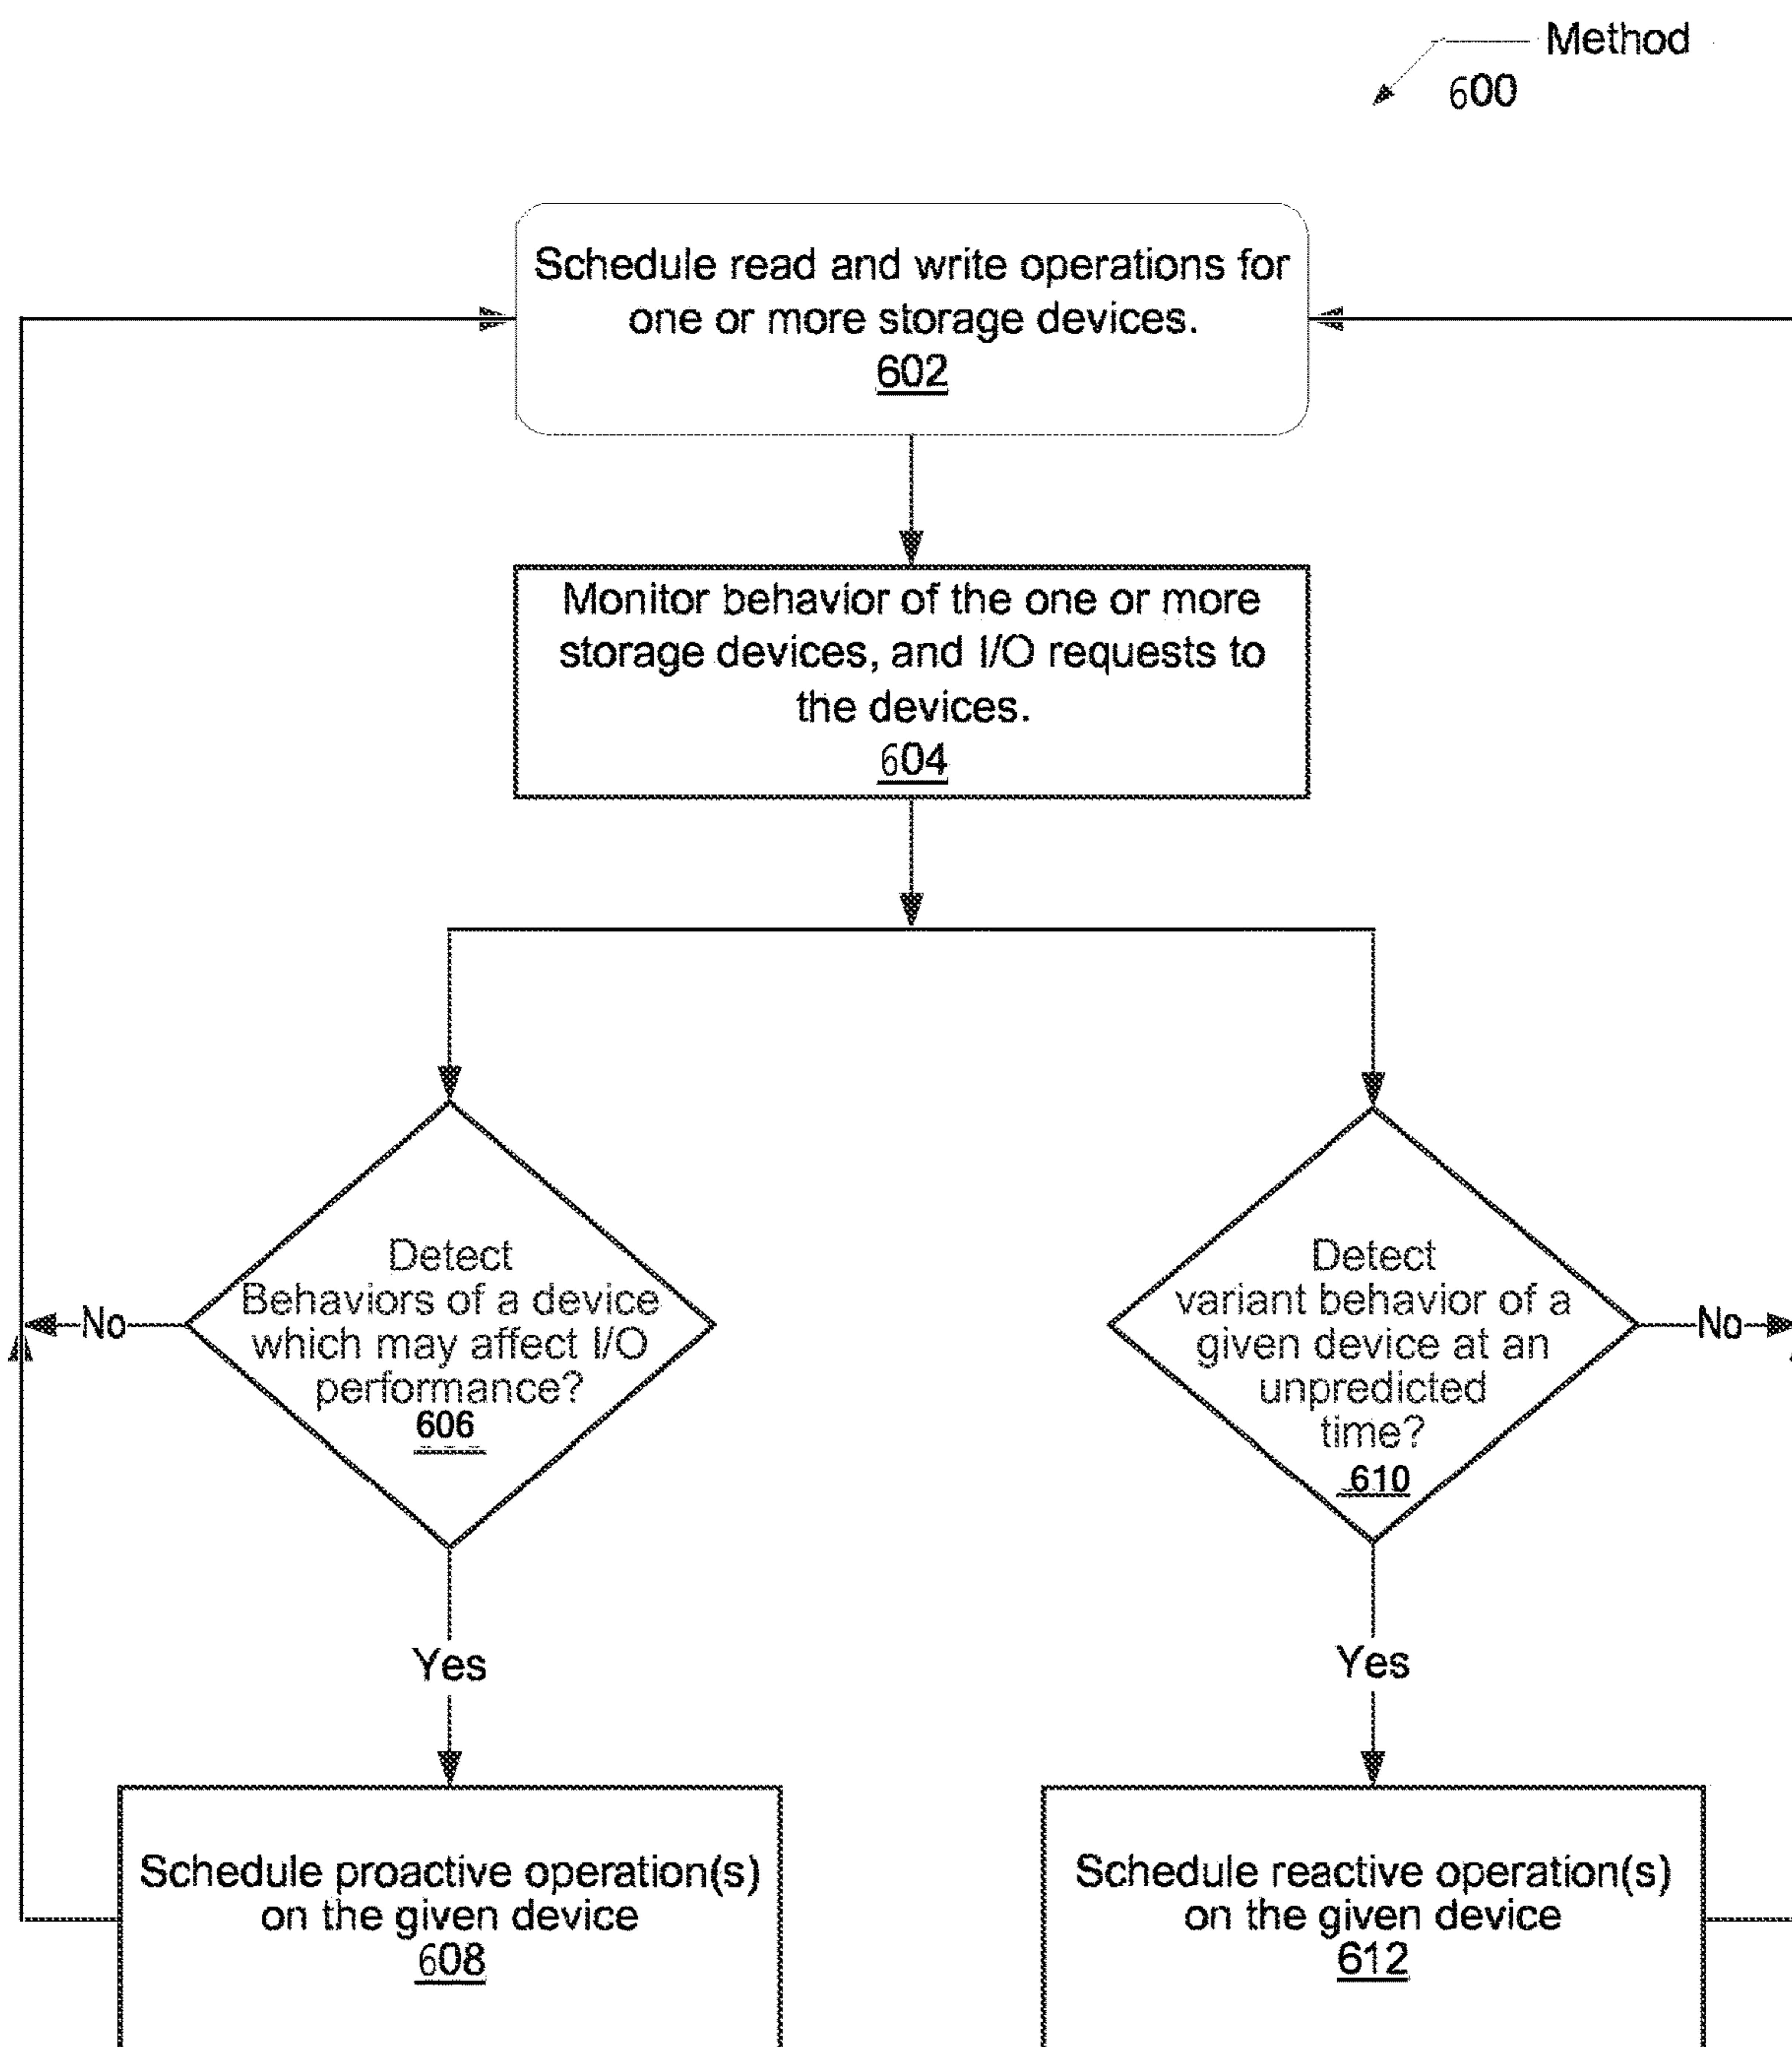 Method
600
Schedule read and write operations for
one or more storage devices.
602
Monitor behavior of the one or more
storage devices, and I/O requests to
the devices.
604
Detect
Behaviors of a device
which may affect I/O
performance?
606
No
Yes
Detect
variant behavior of a
given device at an
unpredicted
time?
610
No
Yes
Schedule proactive operation(s)
on the given device
608
Schedule reactive operation(s)
on the given device
612